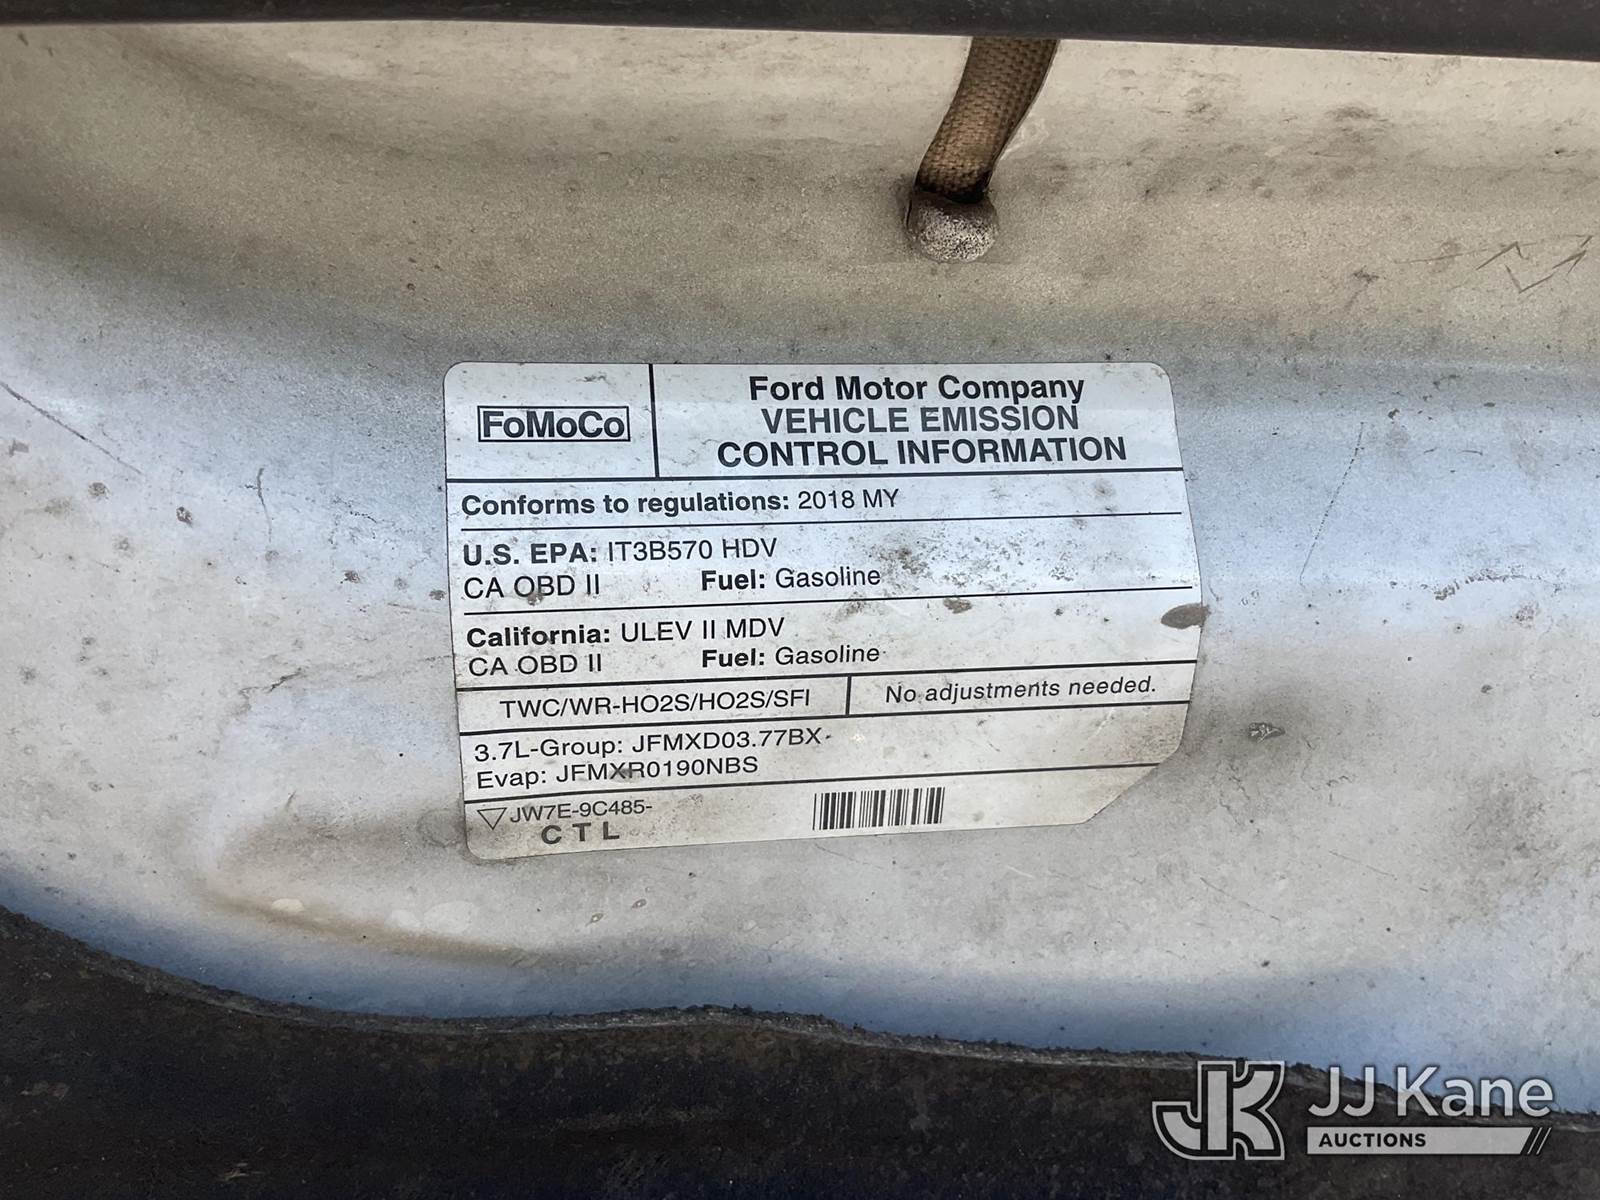 FoMoCo
Ford Motor Company
VEHICLE EMISSION
CONTROL INFORMATION
Conforms to regulations: 2018 MY
U.S. EPA: IT3B570 HDV
CA OBD II Fuel: Gasoline
California: ULEV II MDV
CA OBD II Fuel: Gasoline
TWC/WR-HO2S/HO2S/SFI No adjustments needed.
3.7L-Group: JFMXD03.77BX
Evap: JFMXR0190NBS
JW7E-9C485-
CTL
JK JJ Kane
AUCTIONS